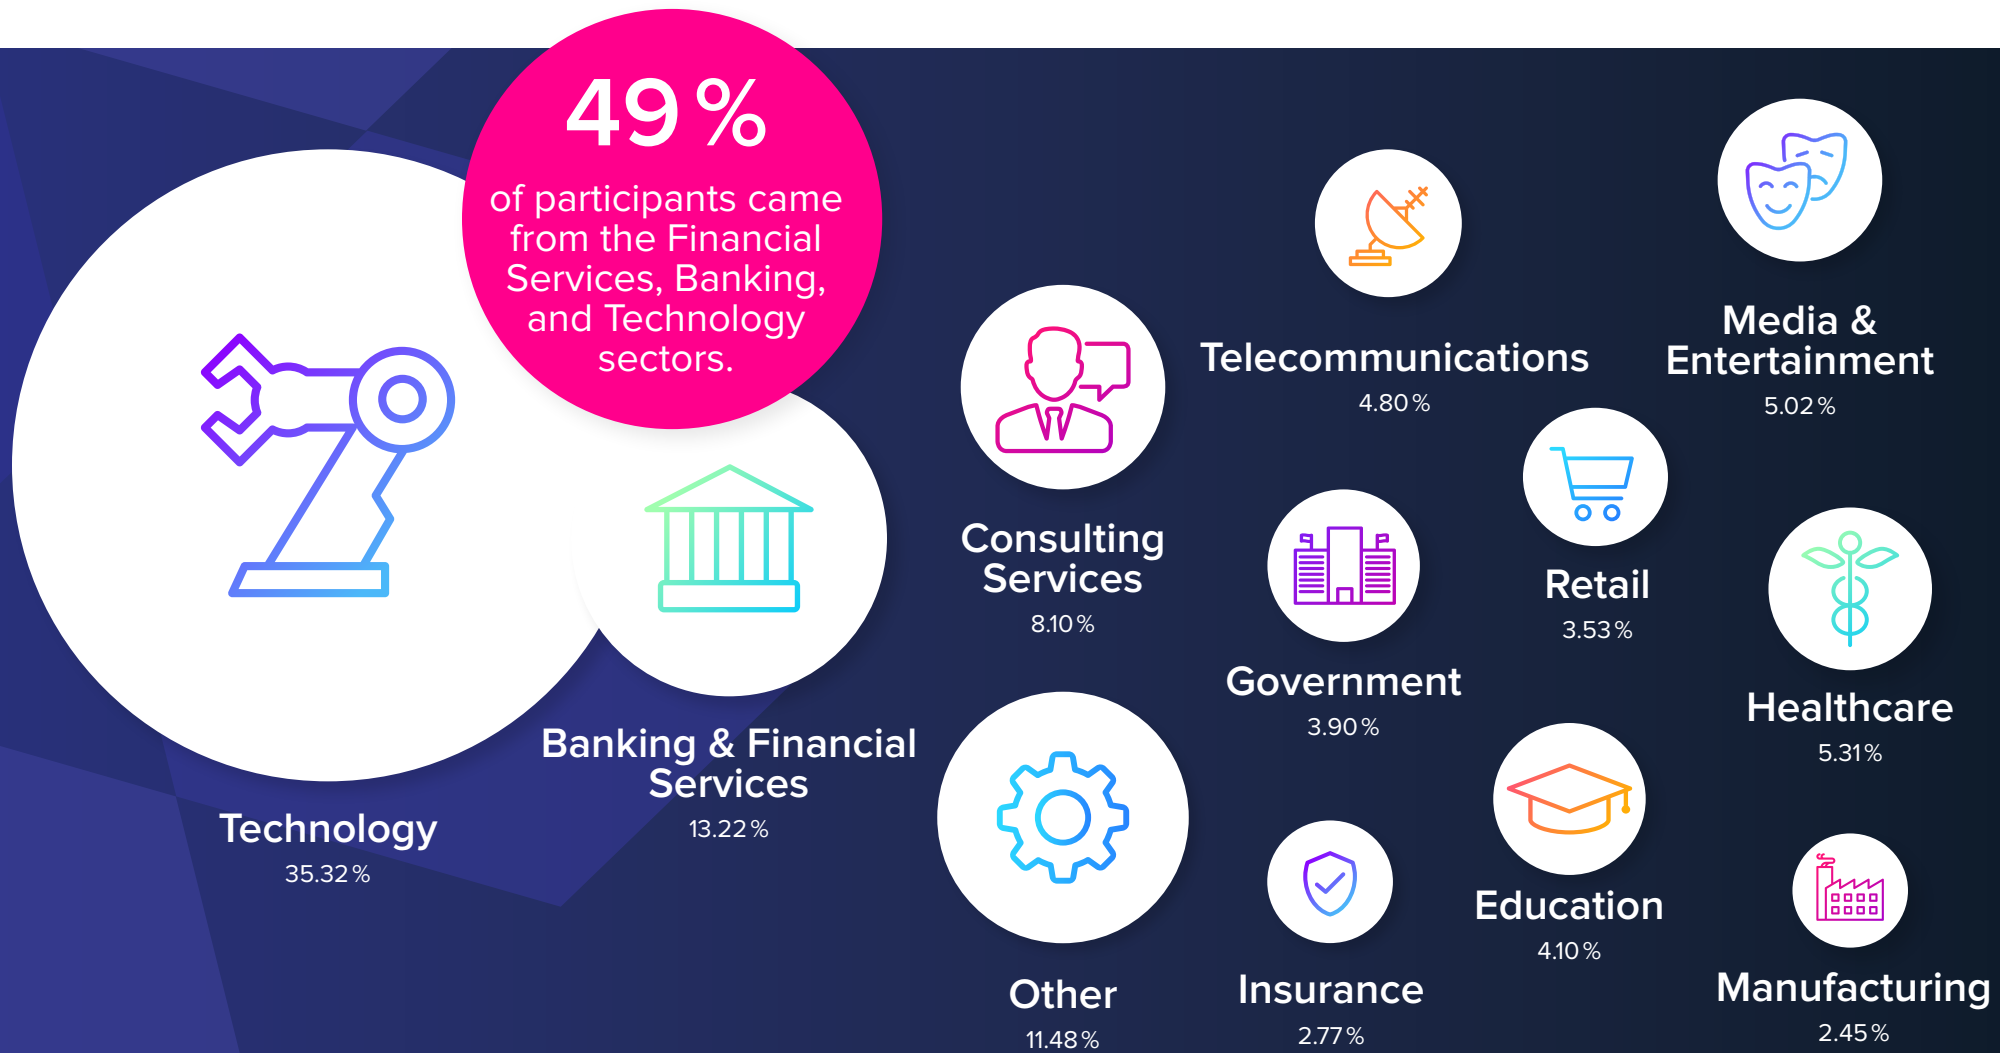 49 %
of participants came
from the Financial
Services, Banking,
and Technology
sectors.
Technology
35.32 %
Banking & Financial
Services
13.22 %
Consulting
Services
8.10 %
Other
11.48 %
Telecommunications
4.80 %
Government
3.90 %
Insurance
2.77 %
Retail
3.53 %
Education
4.10 %
Media &
Entertainment
5.02 %
Healthcare
5.31 %
Manufacturing
2.45 %